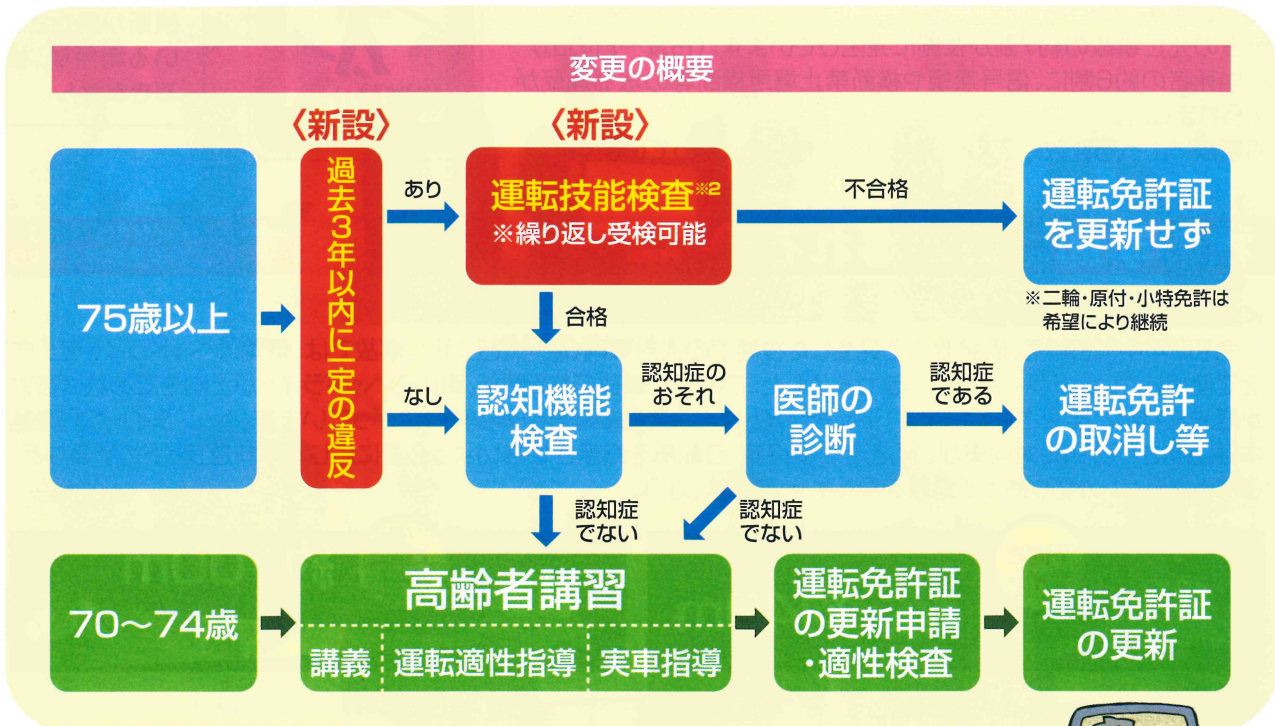 変更の概要
〈新設〉
〈新設〉
75歳以上
過去3年以内に一定の違反
あり
運転技能検査※2
※繰り返し受検可能
不合格
運転免許証
を更新せず
※二輪・原付・小特免許は
希望により継続
合格
なし
認知機能
検査
認知症の
おそれ
医師の
診断
認知症
である
運転免許
の取消し等
認知症
でない
認知症
でない
70～74歳
高齢者講習
講義
運転適性指導
実車指導
運転免許証
の更新申請
・適性検査
運転免許証
の更新